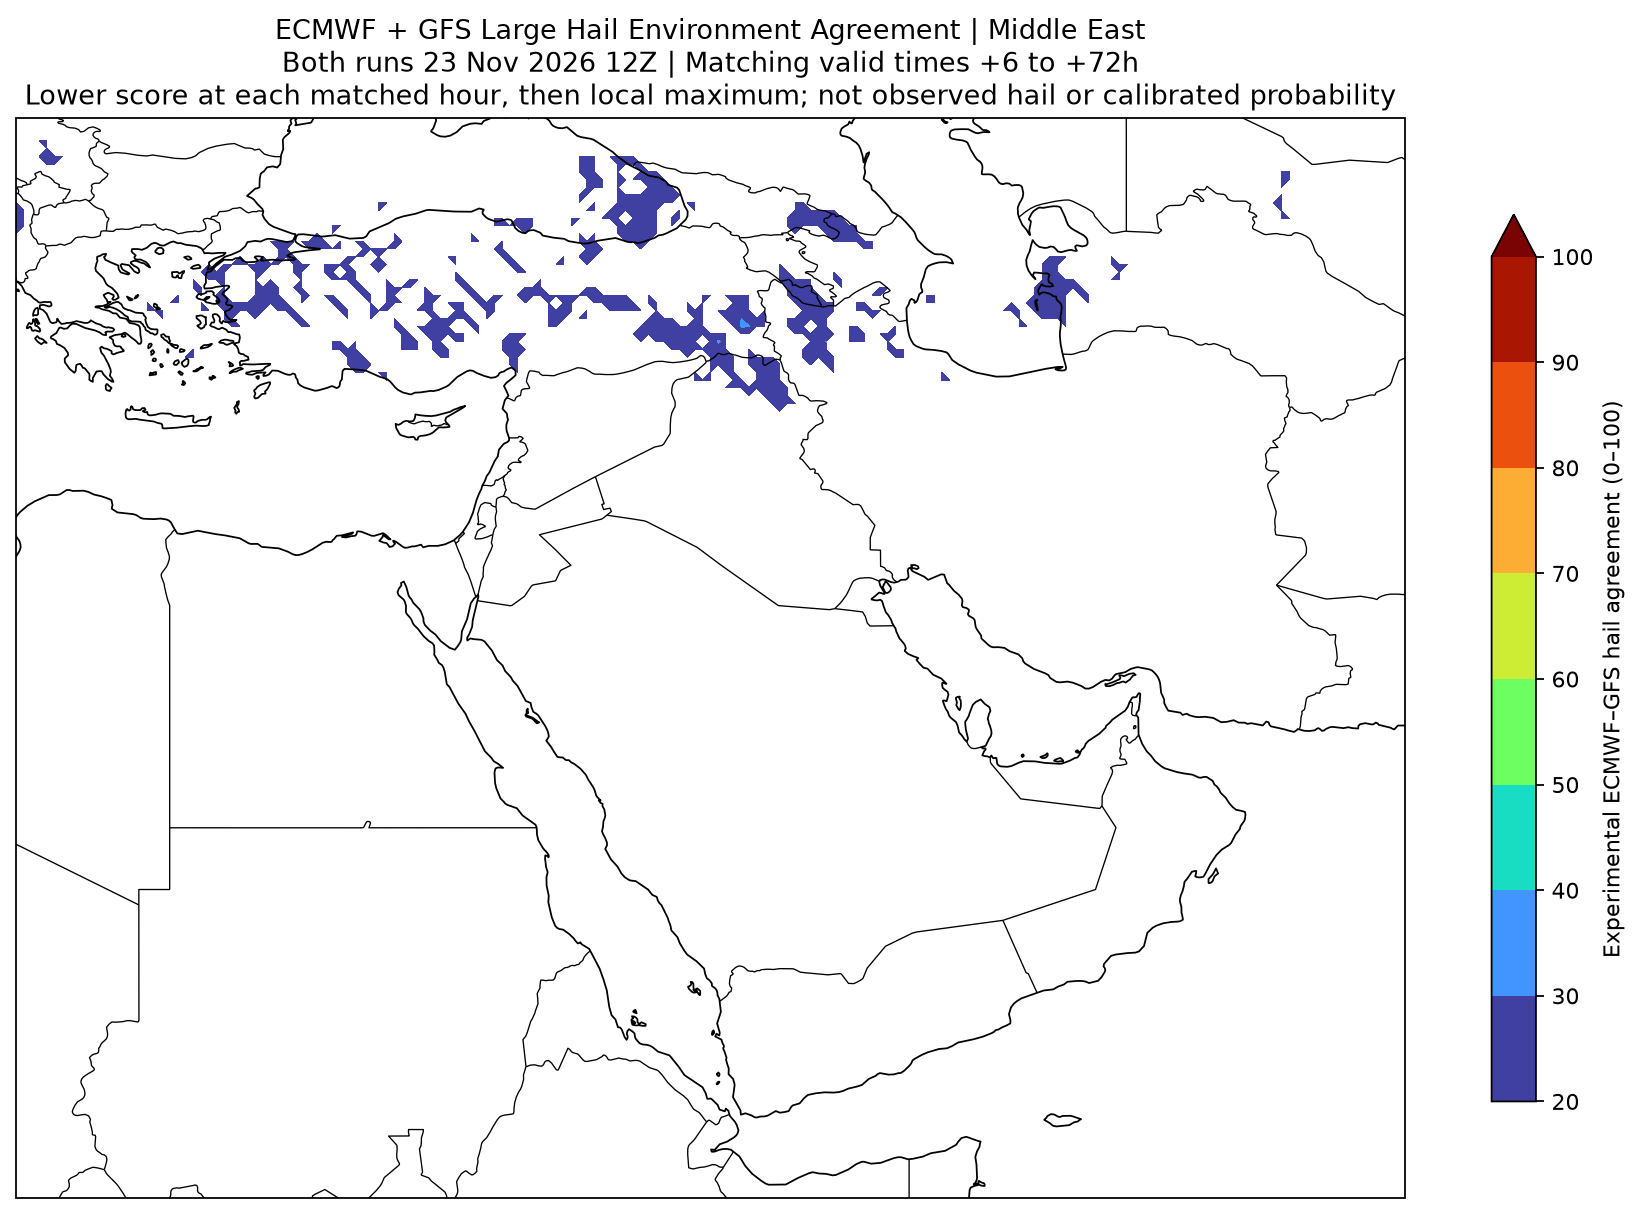 ECMWF + GFS Large Hail Environment Agreement | Middle East
Both runs 23 Nov 2026 12Z | Matching valid times +6 to +72h
Lower score at each matched hour, then local maximum; not observed hail or calibrated probability
100
90
80
70
60
50
40
30
20
Experimental ECMWF–GFS hail agreement (0–100)